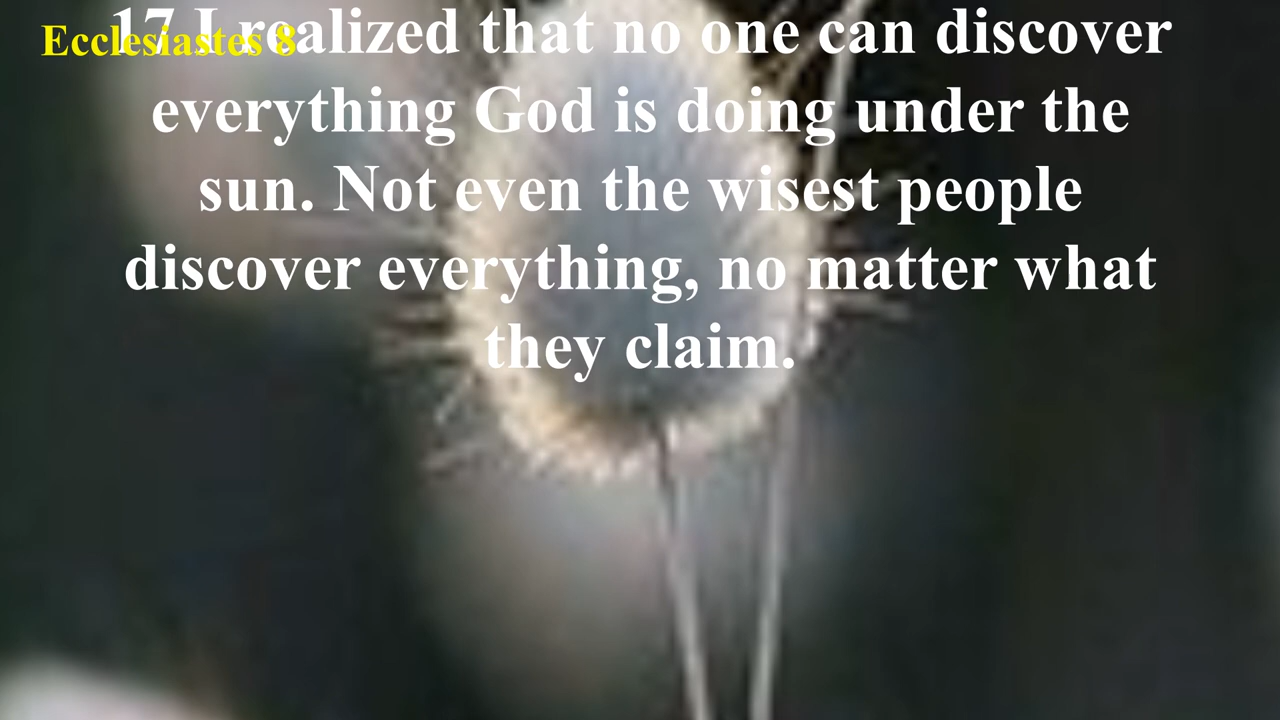 Ecclesiastes 8
17 I realized that no one can discover
everything God is doing under the
sun. Not even the wisest people
discover everything, no matter what
they claim.